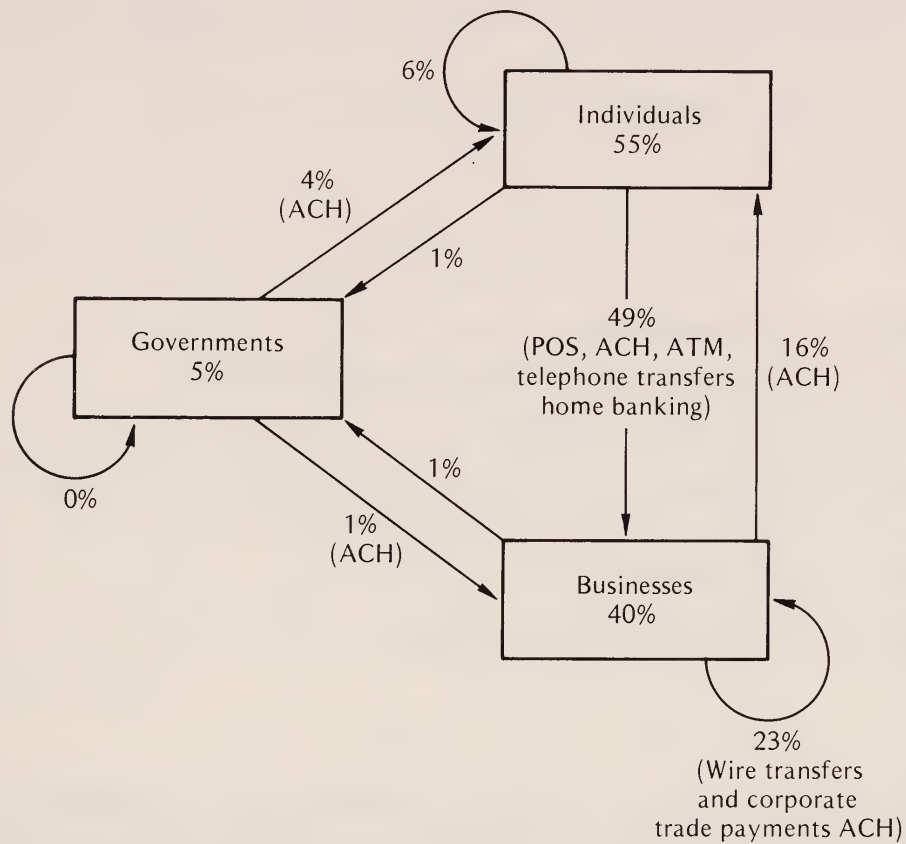 6%
Individuals
55%
4%
(ACH)
1%
Governments
5%
49%
(POS, ACH, ATM,
telephone transfers
home banking)
16%
(ACH)
0%
1%
1%
(ACH)
Businesses
40%
23%
(Wire transfers
and corporate
trade payments ACH)